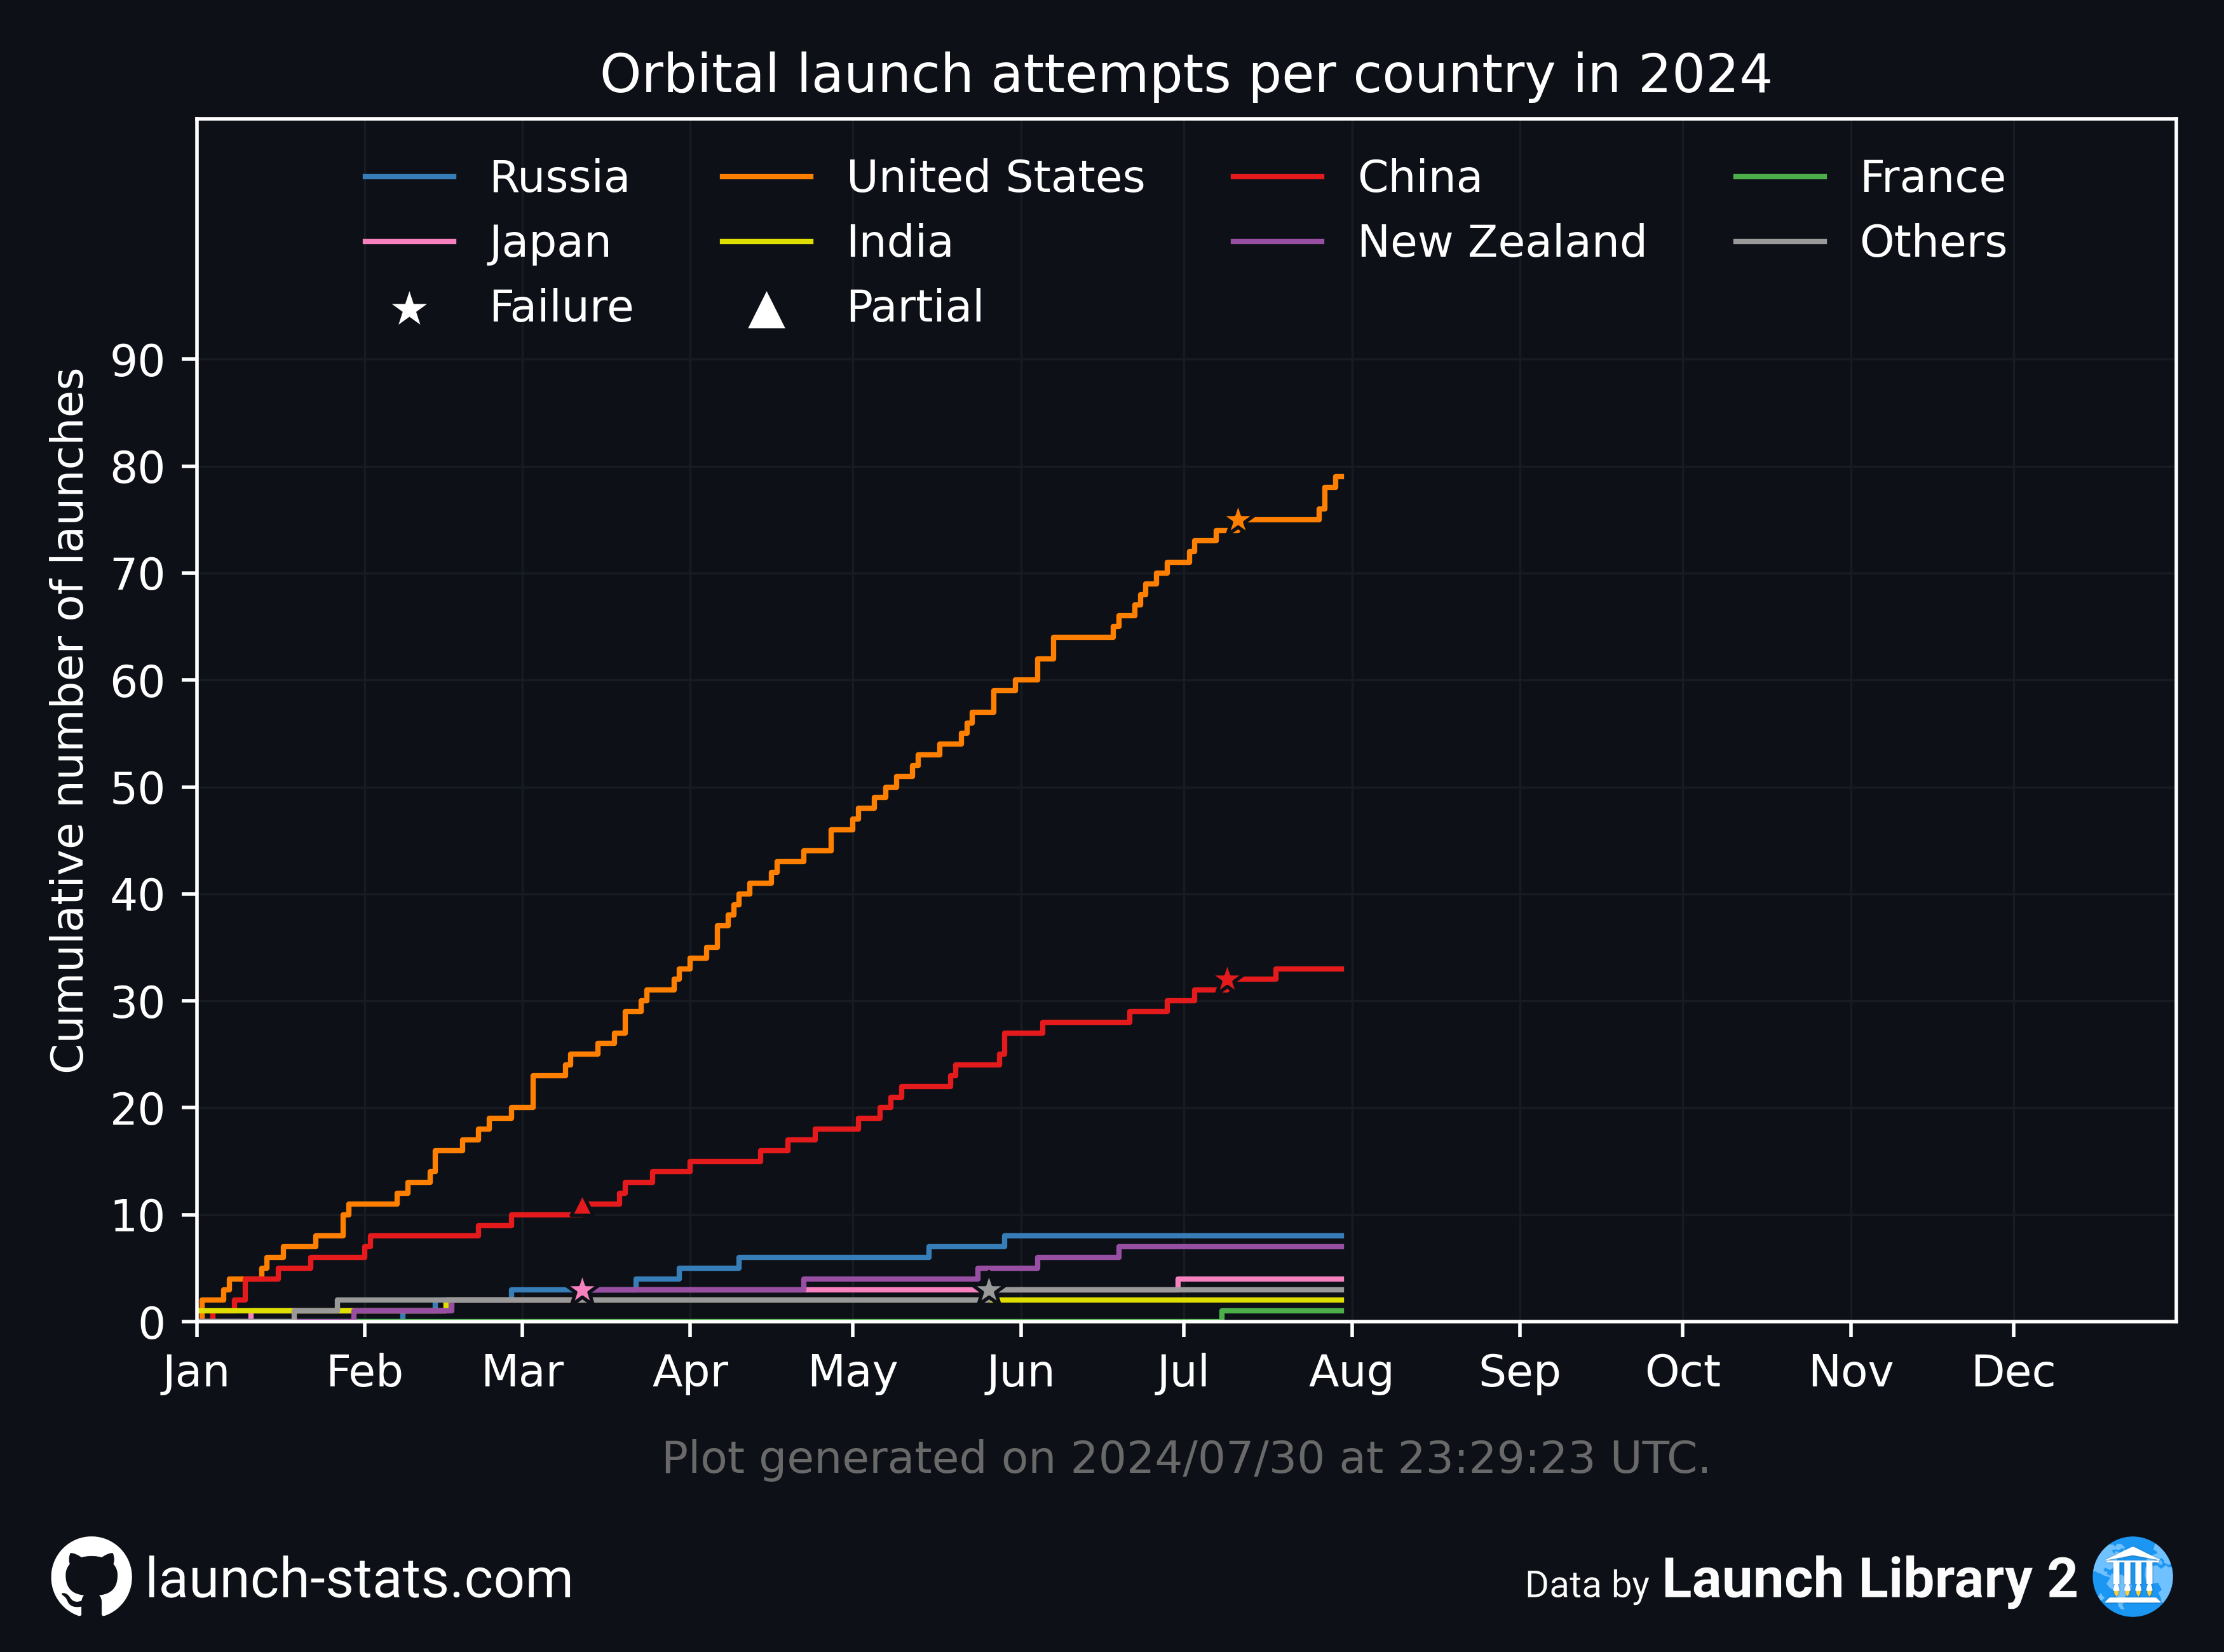 Orbital launch attempts per country in 2024
Russia United States China France
Japan India New Zealand Others
Failure Partial
Cumulative number of launches
90
80
70
60
50
40
30
20
10
0
Jan Feb Mar Apr May Jun Jul Aug Sep Oct Nov Dec
Plot generated on 2024/07/30 at 23:29:23 UTC.
launch-stats.com Data by Launch Library 2